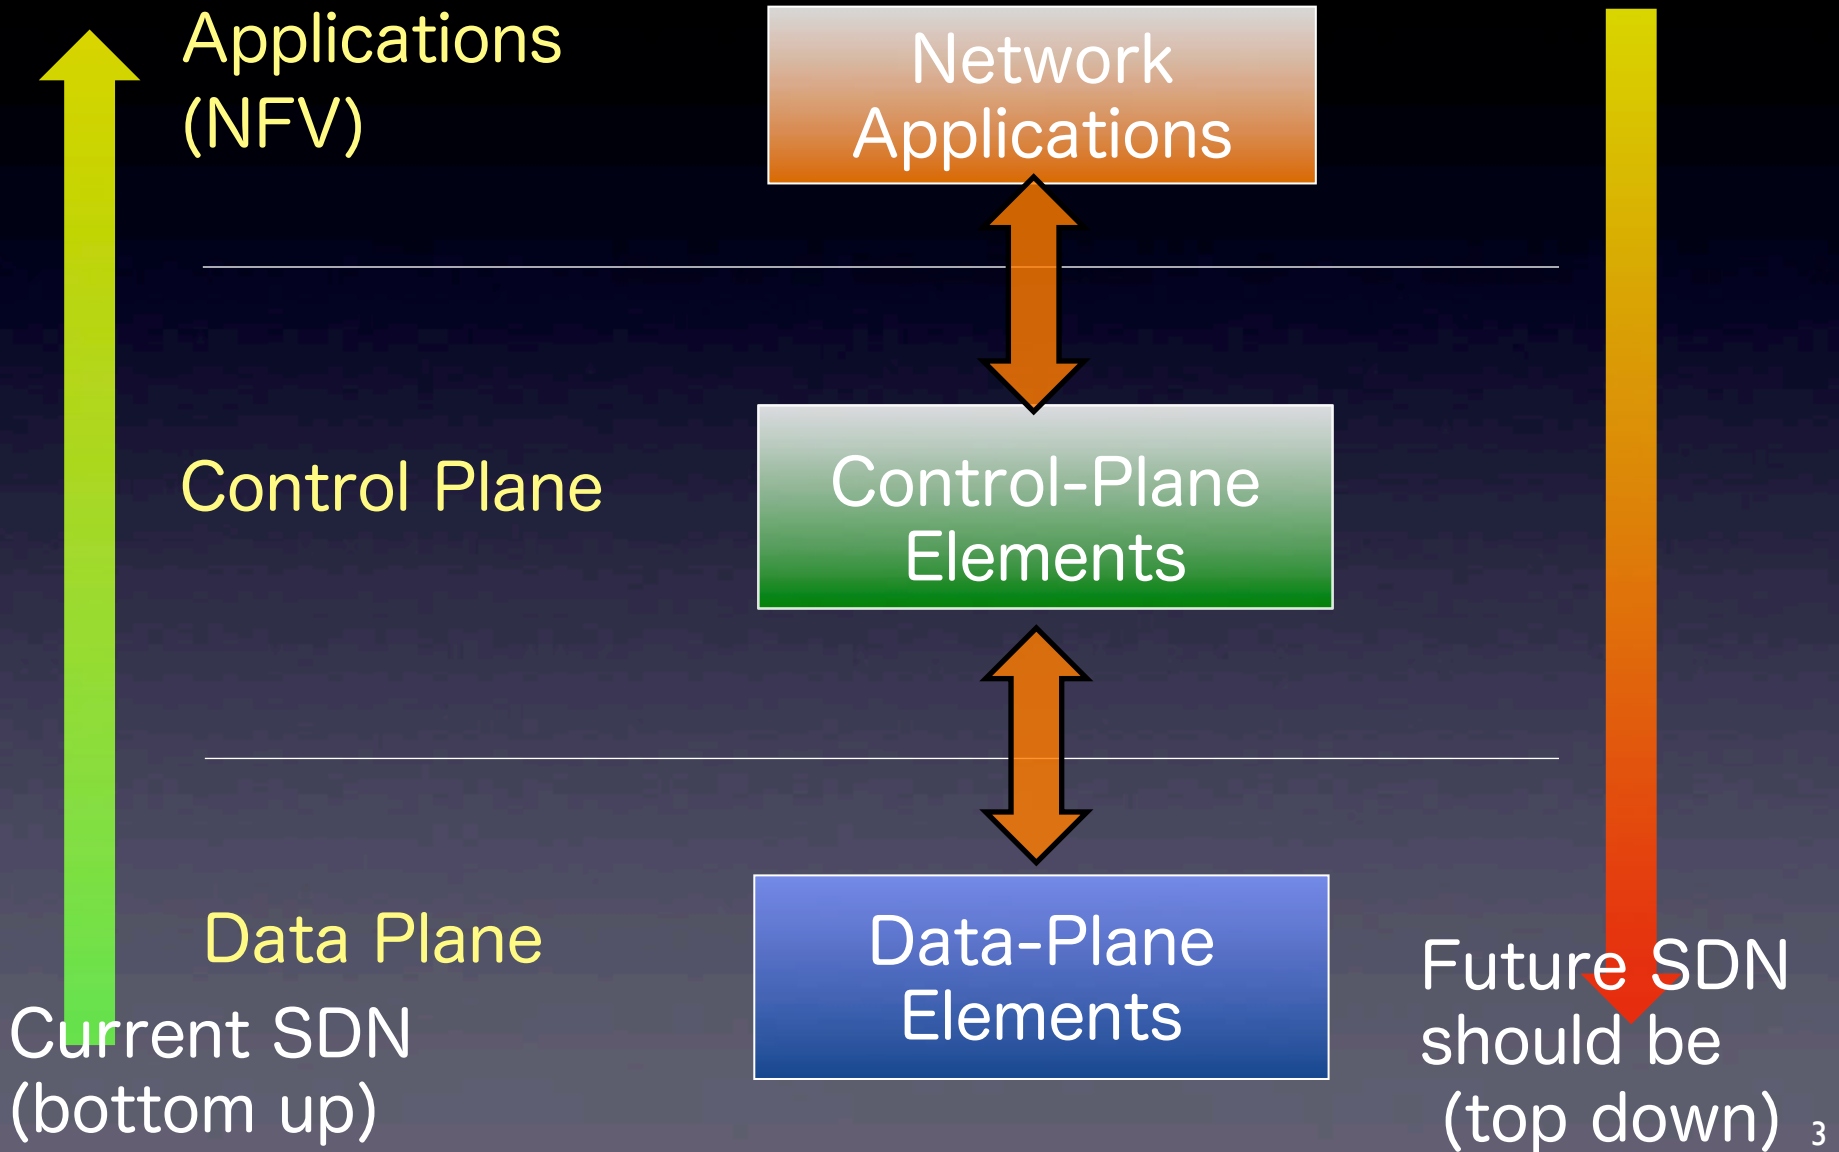 Applications
(NFV)
Network
Applications
Control Plane
Control-Plane
Elements
Data Plane
Data-Plane
Elements
Current SDN
(bottom up)
Future SDN
should be
(top down)
3